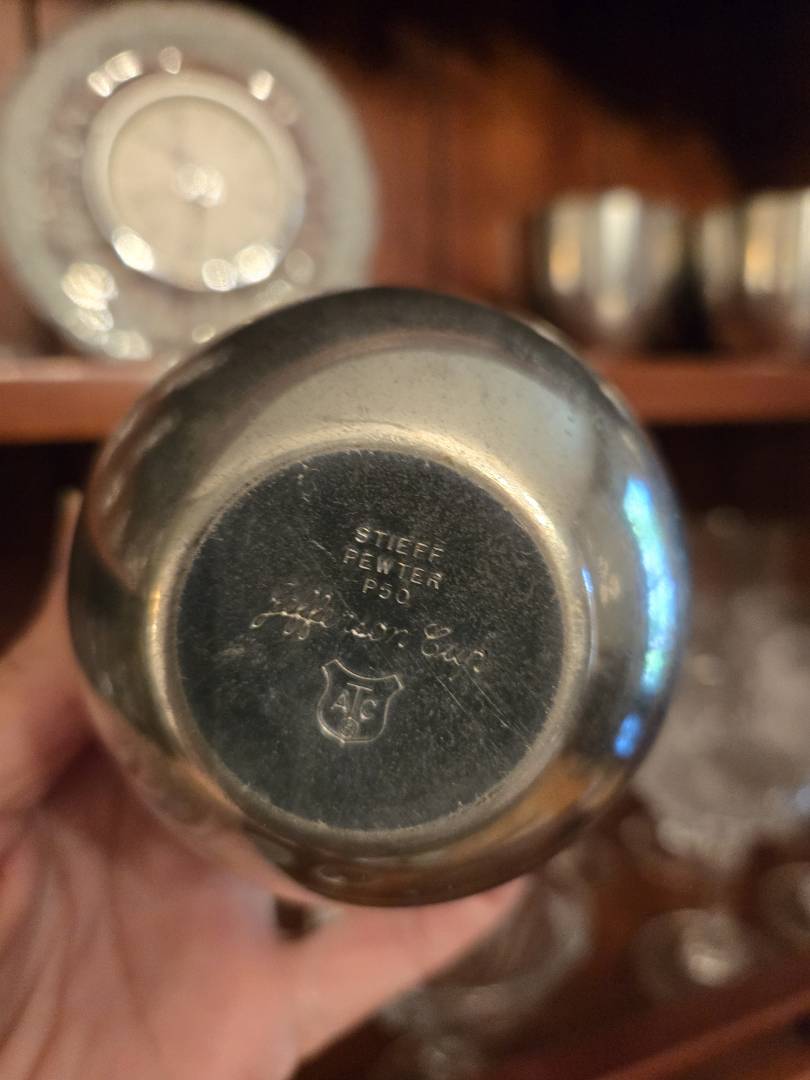 STIEFF
PEWTER
P50
Jefferson Cup
ATC